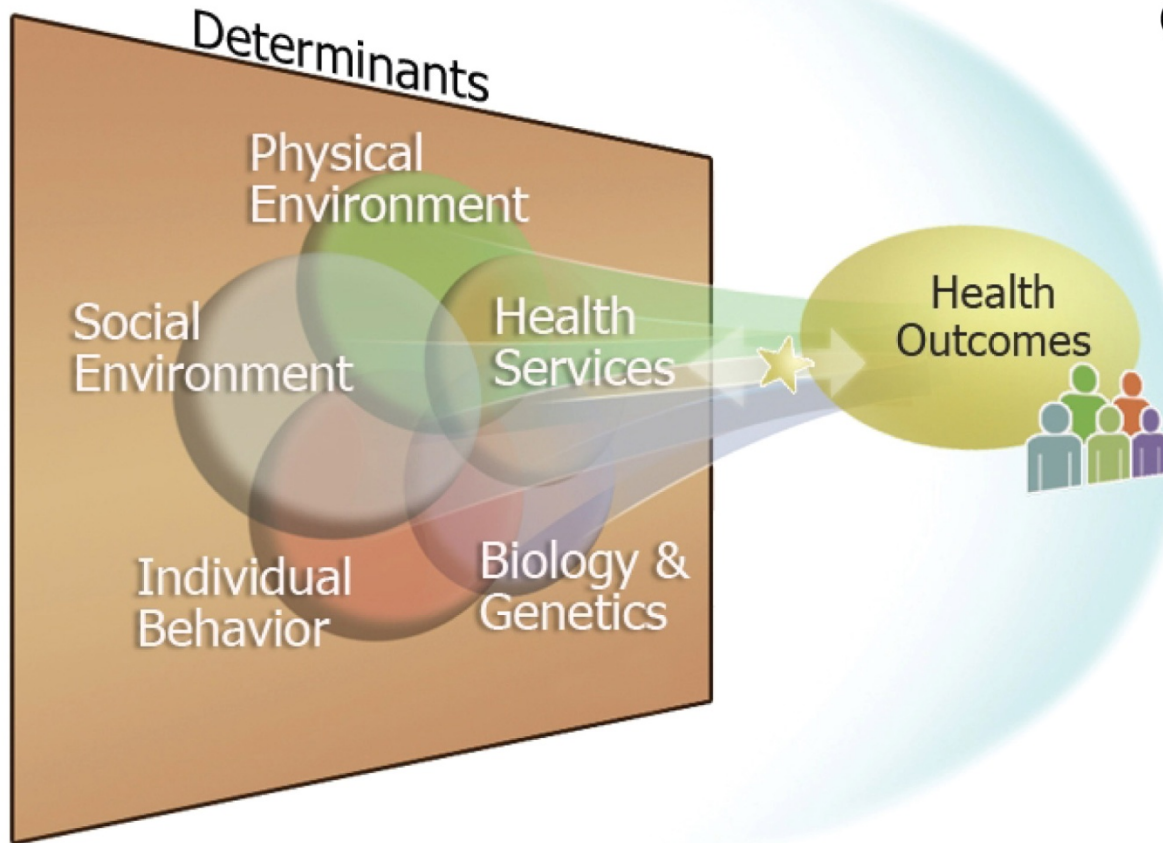 Determinants
Physical
Environment
Social
Environment
Health
Services
Individual
Behavior
Biology &
Genetics
Health
Outcomes